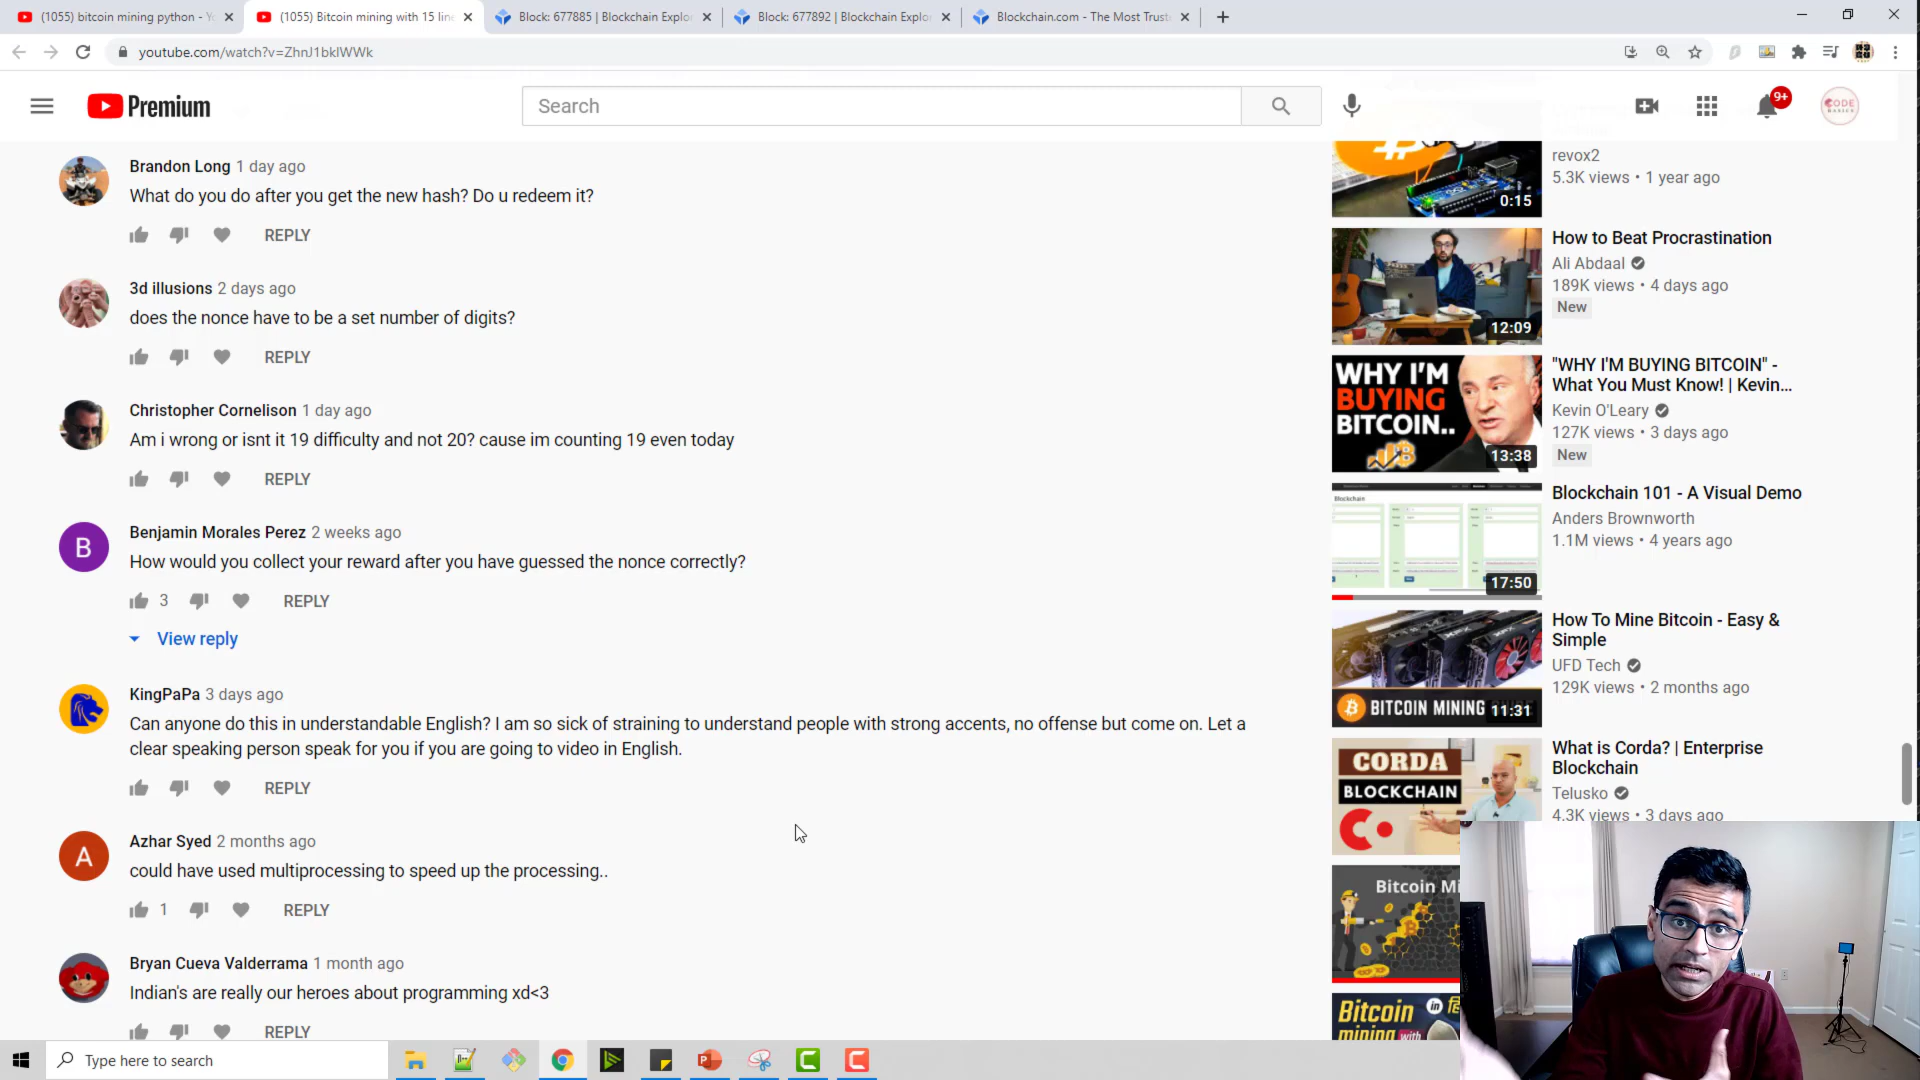 (1055) bitcoin mining python - Y
(1055) Bitcoin mining with 15 line
Block: 677885 | Blockchain Explo
Block: 677892 | Blockchain Explo
Blockchain.com - The Most Trust
youtube.com/watch?v=ZhnJ1bkIWWk
Premium
Search
9+
CODE
BASICS
Brandon Long 1 day ago
What do you do after you get the new hash? Do u redeem it?
REPLY
3d illusions 2 days ago
does the nonce have to be a set number of digits?
REPLY
Christopher Cornelison 1 day ago
Am i wrong or isnt it 19 difficulty and not 20? cause im counting 19 even today
REPLY
Benjamin Morales Perez 2 weeks ago
B
How would you collect your reward after you have guessed the nonce correctly?
3 REPLY
View reply
KingPaPa 3 days ago
Can anyone do this in understandable English? I am so sick of straining to understand people with strong accents, no offense but come on. Let a
clear speaking person speak for you if you are going to video in English.
REPLY
Azhar Syed 2 months ago
A
could have used multiprocessing to speed up the processing..
1 REPLY
Bryan Cueva Valderrama 1 month ago
Indian's are really our heroes about programming xd<3
REPLY
revox2
5.3K views • 1 year ago
0:15
How to Beat Procrastination
Ali Abdaal
189K views • 4 days ago
New
12:09
WHY I'M
BUYING
BITCOIN..
13:38
"WHY I'M BUYING BITCOIN" -
What You Must Know! | Kevin...
Kevin O'Leary
127K views • 3 days ago
New
Blockchain
17:50
Blockchain 101 - A Visual Demo
Anders Brownworth
1.1M views • 4 years ago
BITCOIN MINING
11:31
How To Mine Bitcoin - Easy &
Simple
UFD Tech
129K views • 2 months ago
CORDA
BLOCKCHAIN
What is Corda? | Enterprise
Blockchain
Telusko
4.3K views • 3 days ago
Bitcoin Mi
Bitcoin in हि
mining with
Type here to search